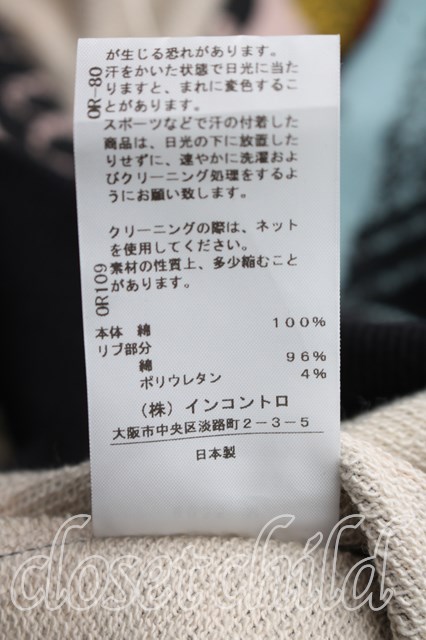 が生じる恐れがあります。
OR-80
汗をかいた状態で日光に当た
りますと、まれに変色するこ
とがあります。
スポーツなどで汗の付着した
商品は、日光の下に放置した
りせずに、速やかに洗濯およ
びクリーニング処理をするよ
うにお願い致します。
クリーニングの際は、ネット
を使用してください。
OR109
素材の性質上、多少縮むこと
があります。
本体 綿 100%
リブ部分
綿 96%
ポリウレタン 4%
(株) インコントロ
大阪市中央区淡路町2-3-5
日本製
closet child